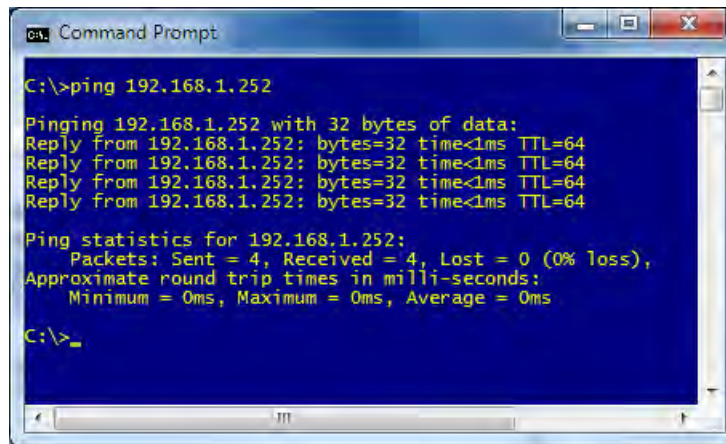 Command Prompt
C:\>ping 192.168.1.252
Pinging 192.168.1.252 with 32 bytes of data:
Reply from 192.168.1.252: bytes=32 time<1ms TTL=64
Reply from 192.168.1.252: bytes=32 time<1ms TTL=64
Reply from 192.168.1.252: bytes=32 time<1ms TTL=64
Reply from 192.168.1.252: bytes=32 time<1ms TTL=64
Ping statistics for 192.168.1.252:
Packets: Sent = 4, Received = 4, Lost = 0 (0% loss),
Approximate round trip times in milli-seconds:
Minimum = 0ms, Maximum = 0ms, Average = 0ms
C:\>_